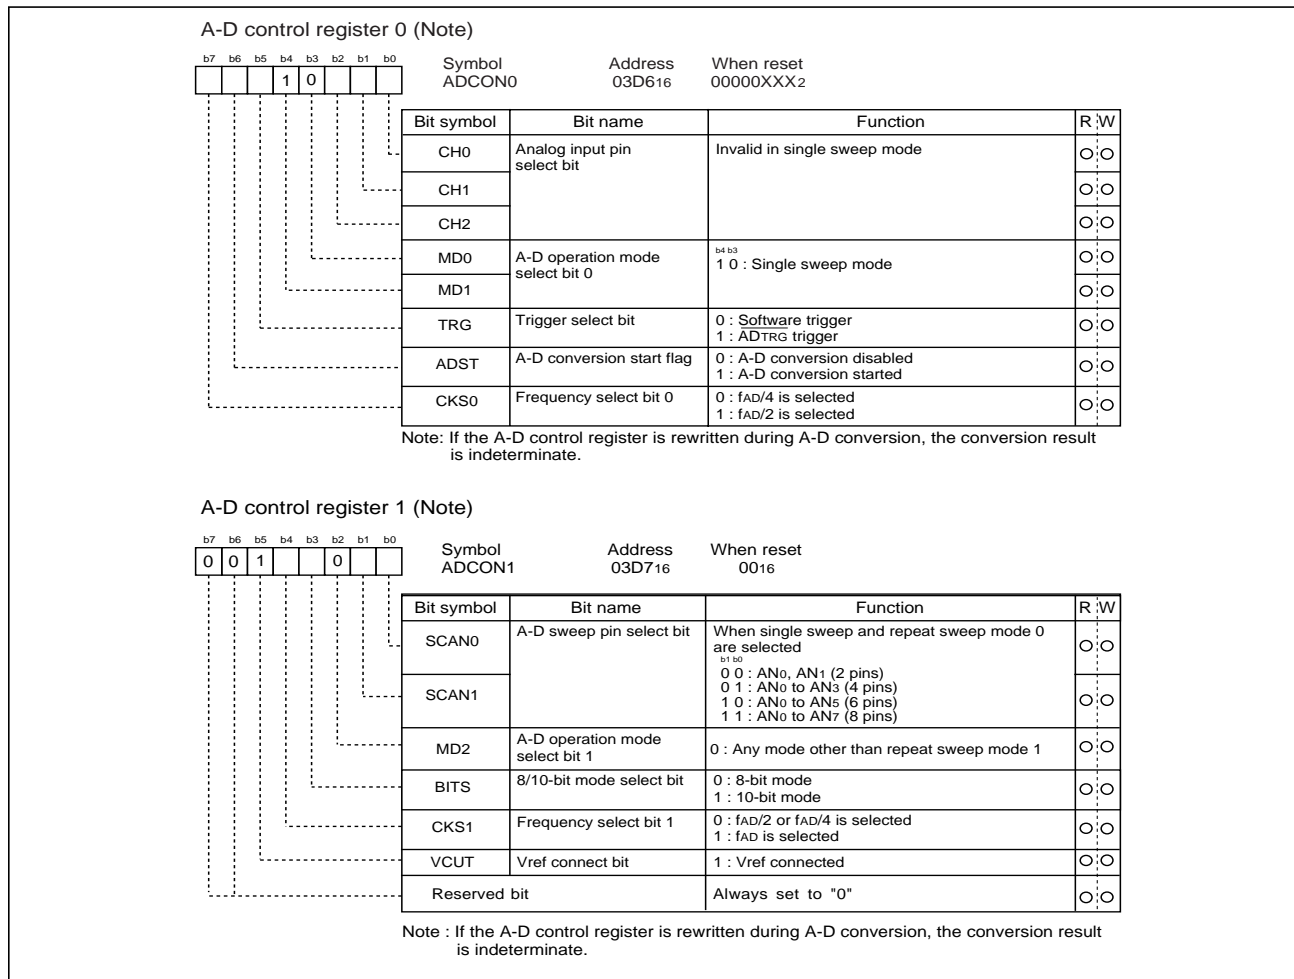 A-D control register 0 (Note)
b7 b6 b5 b4 b3 b2 b1 b0
1 0
Symbol Address When reset
ADCON0 03D616 00000XXX2
Bit symbol Bit name Function R W
CH0 Analog input pin select bit Invalid in single sweep mode
CH1
CH2
MD0 A-D operation mode select bit 0 b4 b3
1 0 : Single sweep mode
MD1
TRG Trigger select bit 0 : Software trigger
1 : ADTRG trigger
ADST A-D conversion start flag 0 : A-D conversion disabled
1 : A-D conversion started
CKS0 Frequency select bit 0 0 : fAD/4 is selected
1 : fAD/2 is selected
Note: If the A-D control register is rewritten during A-D conversion, the conversion result
is indeterminate.
A-D control register 1 (Note)
b7 b6 b5 b4 b3 b2 b1 b0
0 0 1 0
Symbol Address When reset
ADCON1 03D716 0016
Bit symbol Bit name Function R W
SCAN0 A-D sweep pin select bit When single sweep and repeat sweep mode 0
are selected
b1 b0
0 0 : AN0, AN1 (2 pins)
0 1 : AN0 to AN3 (4 pins)
SCAN1 1 0 : AN0 to AN5 (6 pins)
1 1 : AN0 to AN7 (8 pins)
MD2 A-D operation mode select bit 1 0 : Any mode other than repeat sweep mode 1
BITS 8/10-bit mode select bit 0 : 8-bit mode
1 : 10-bit mode
CKS1 Frequency select bit 1 0 : fAD/2 or fAD/4 is selected
1 : fAD is selected
VCUT Vref connect bit 1 : Vref connected
Reserved bit Always set to "0"
Note : If the A-D control register is rewritten during A-D conversion, the conversion result
is indeterminate.